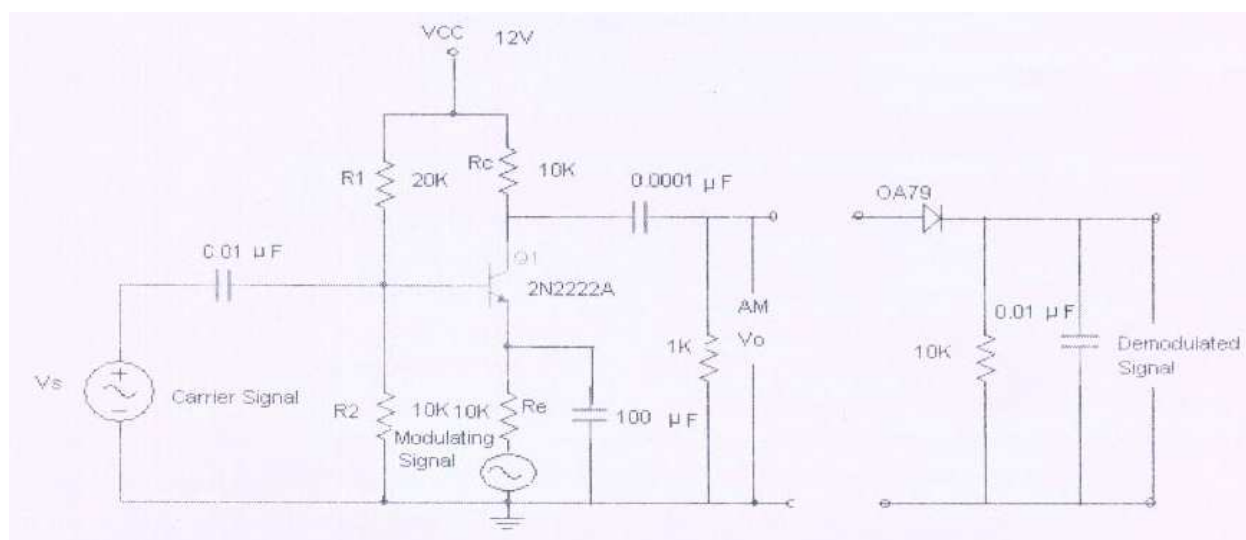 VCC 12V
R1 20K
Rc 10K
0.0001 µF
OA79
0.01 µF
Q1
2N2222A
AM
Vo
1K
0.01 µF
10K
Demodulated
Signal
Vs
Carrier Signal
R2 10K
10K Re
100 µF
Modulating
Signal